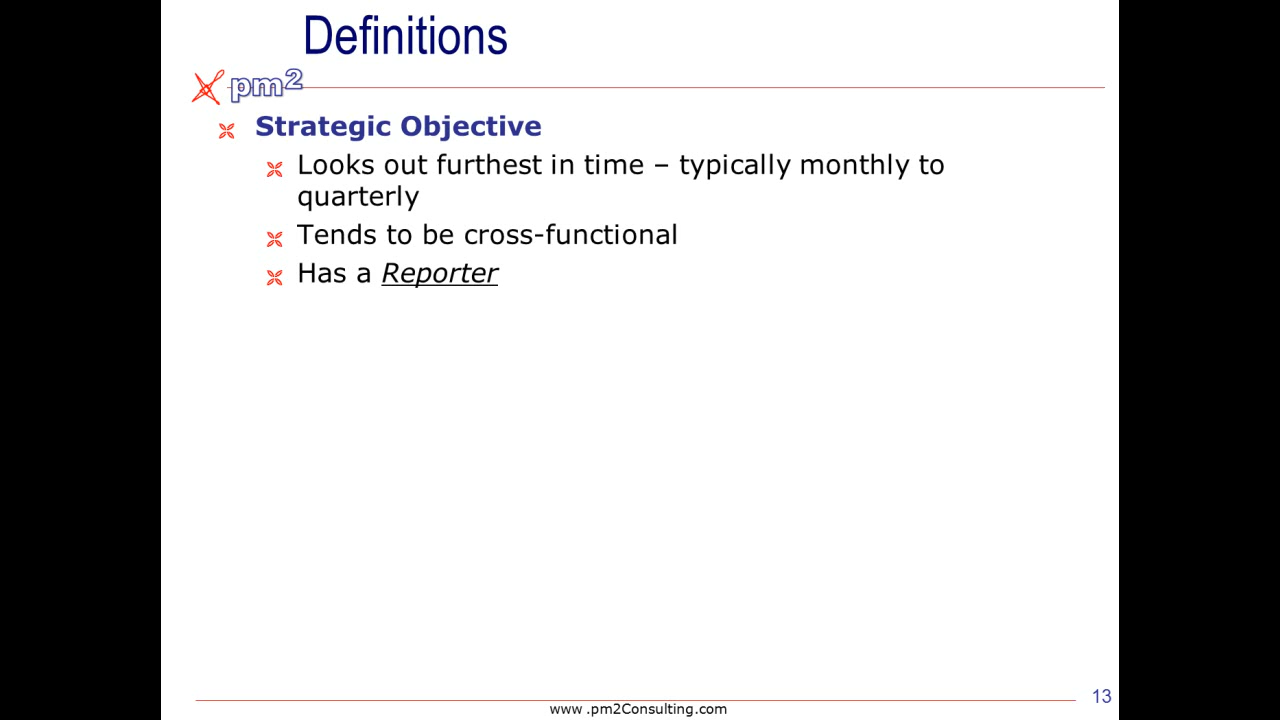 Definitions
pm2
Strategic Objective
Looks out furthest in time – typically monthly to
quarterly
Tends to be cross-functional
Has a Reporter
13
www .pm2Consulting.com